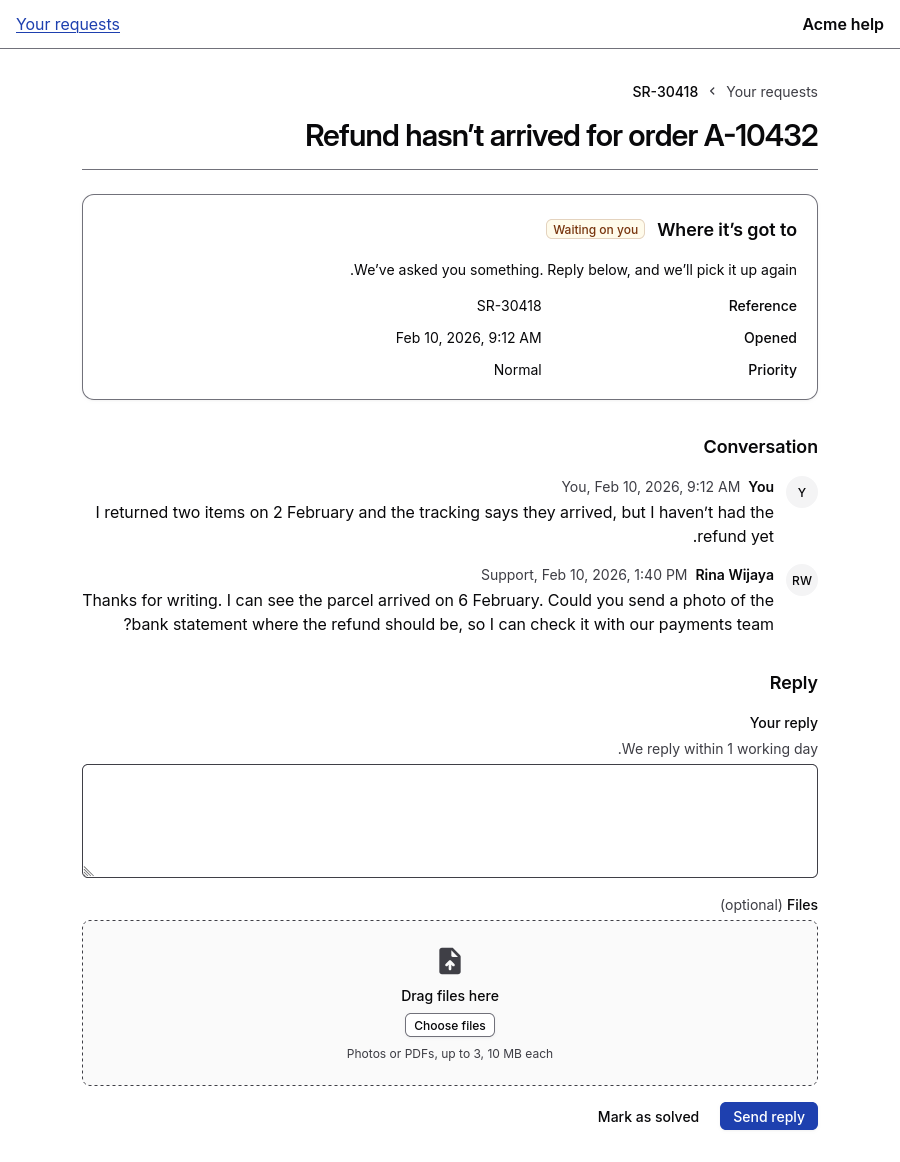 Acme help
Your requests
Your requests ‹ SR-30418
Refund hasn’t arrived for order A-10432
Where it’s got to
Waiting on you
.We’ve asked you something. Reply below, and we’ll pick it up again
Reference SR-30418
Opened Feb 10, 2026, 9:12 AM
Priority Normal
Conversation
Y
You You, Feb 10, 2026, 9:12 AM
I returned two items on 2 February and the tracking says they arrived, but I haven’t had the
.refund yet
RW
Rina Wijaya Support, Feb 10, 2026, 1:40 PM
Thanks for writing. I can see the parcel arrived on 6 February. Could you send a photo of the
?bank statement where the refund should be, so I can check it with our payments team
Reply
Your reply
.We reply within 1 working day
Files (optional)
Drag files here
Choose files
Photos or PDFs, up to 3, 10 MB each
Send reply
Mark as solved